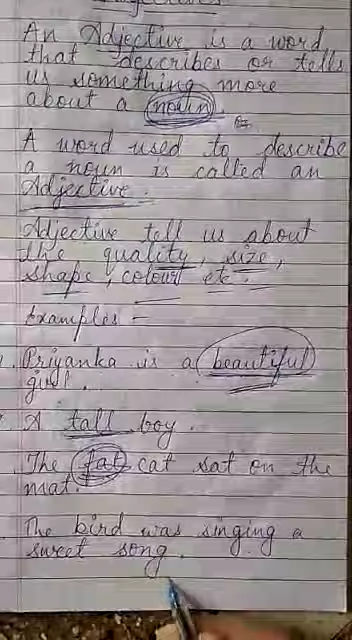 Adjectives
An Adjective is a word
that describes or tells
us something more
about a noun.
A word used to describe
a noun is called an
Adjective.
Adjective tell us about
the quality, size,
shape, colour etc.
Examples -
1. Priyanka is a beautiful
girl.
A tall boy.
The fat cat sat on the
mat.
The bird was singing a
sweet song.